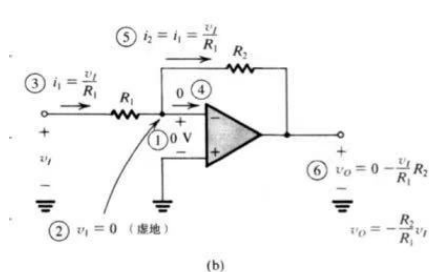 ⑤ i₂ = i₁ = v_I/R₁
R₂
③ i₁ = v_I/R₁
R₁
0 ④
+ −
① 0 V
+
v_I
−
− +
+
⑥ v_O = 0 − v_I/R₁ R₂
−
② v₁ = 0 （虚地）
v_O = − R₂/R₁ v_I
(b)